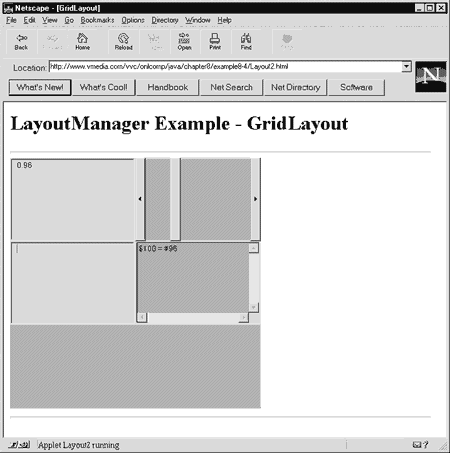 Netscape - [GridLayout]
File Edit View Go Bookmarks Options Directory Window Help
Back Home Reload Open Print Find
Location: http://www.vmedia.com/vvc/onlcomp/java/chapter8/example8-4/Layout2.html
N
What's New! What's Cool! Handbook Net Search Net Directory Software
LayoutManager Example - GridLayout
0.96
$100 = #96
Applet Layout2 running